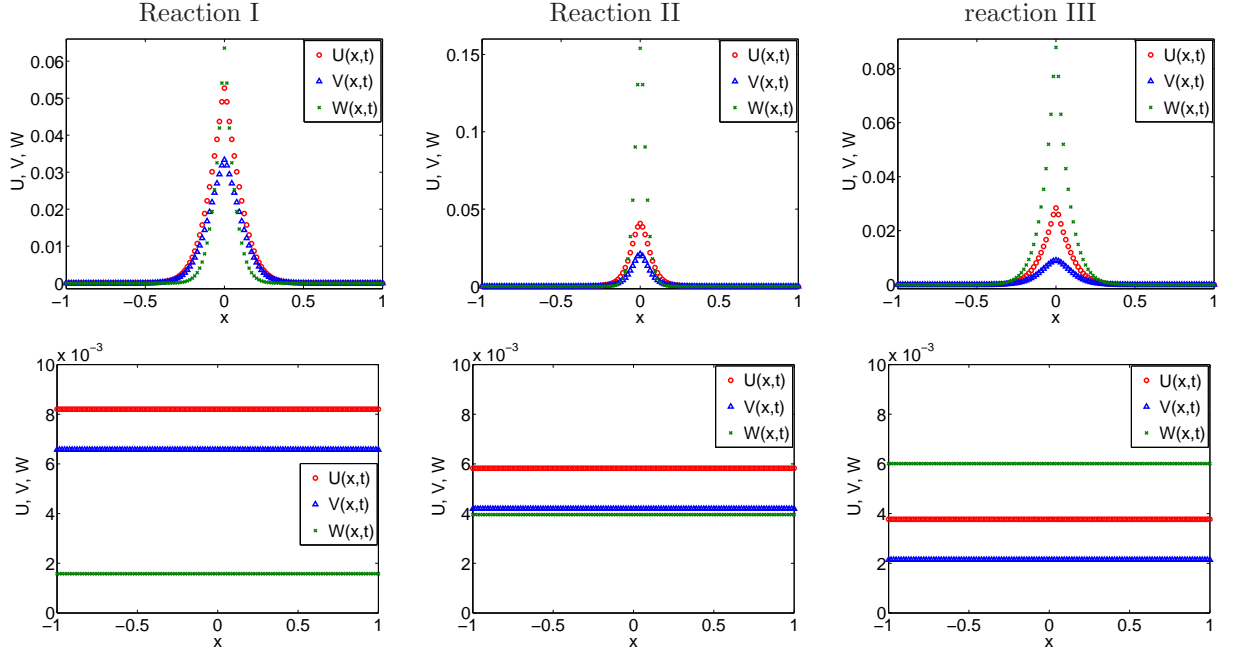 Reaction I
Reaction II
reaction III
U(x,t)
V(x,t)
W(x,t)
0.06
0.05
0.04
0.03
0.02
0.01
0
U, V, W
−1
−0.5
0
0.5
1
x
U(x,t)
V(x,t)
W(x,t)
0.15
0.1
0.05
0
U, V, W
−1
−0.5
0
0.5
1
x
U(x,t)
V(x,t)
W(x,t)
0.08
0.06
0.04
0.02
0
U, V, W
−1
−0.5
0
0.5
1
x
x 10−3
10
8
6
4
2
0
U, V, W
U(x,t)
V(x,t)
W(x,t)
−1
−0.5
0
0.5
1
x
x 10−3
10
8
6
4
2
0
U, V, W
U(x,t)
V(x,t)
W(x,t)
−1
−0.5
0
0.5
1
x
x 10−3
10
8
6
4
2
0
U, V, W
U(x,t)
V(x,t)
W(x,t)
−1
−0.5
0
0.5
1
x